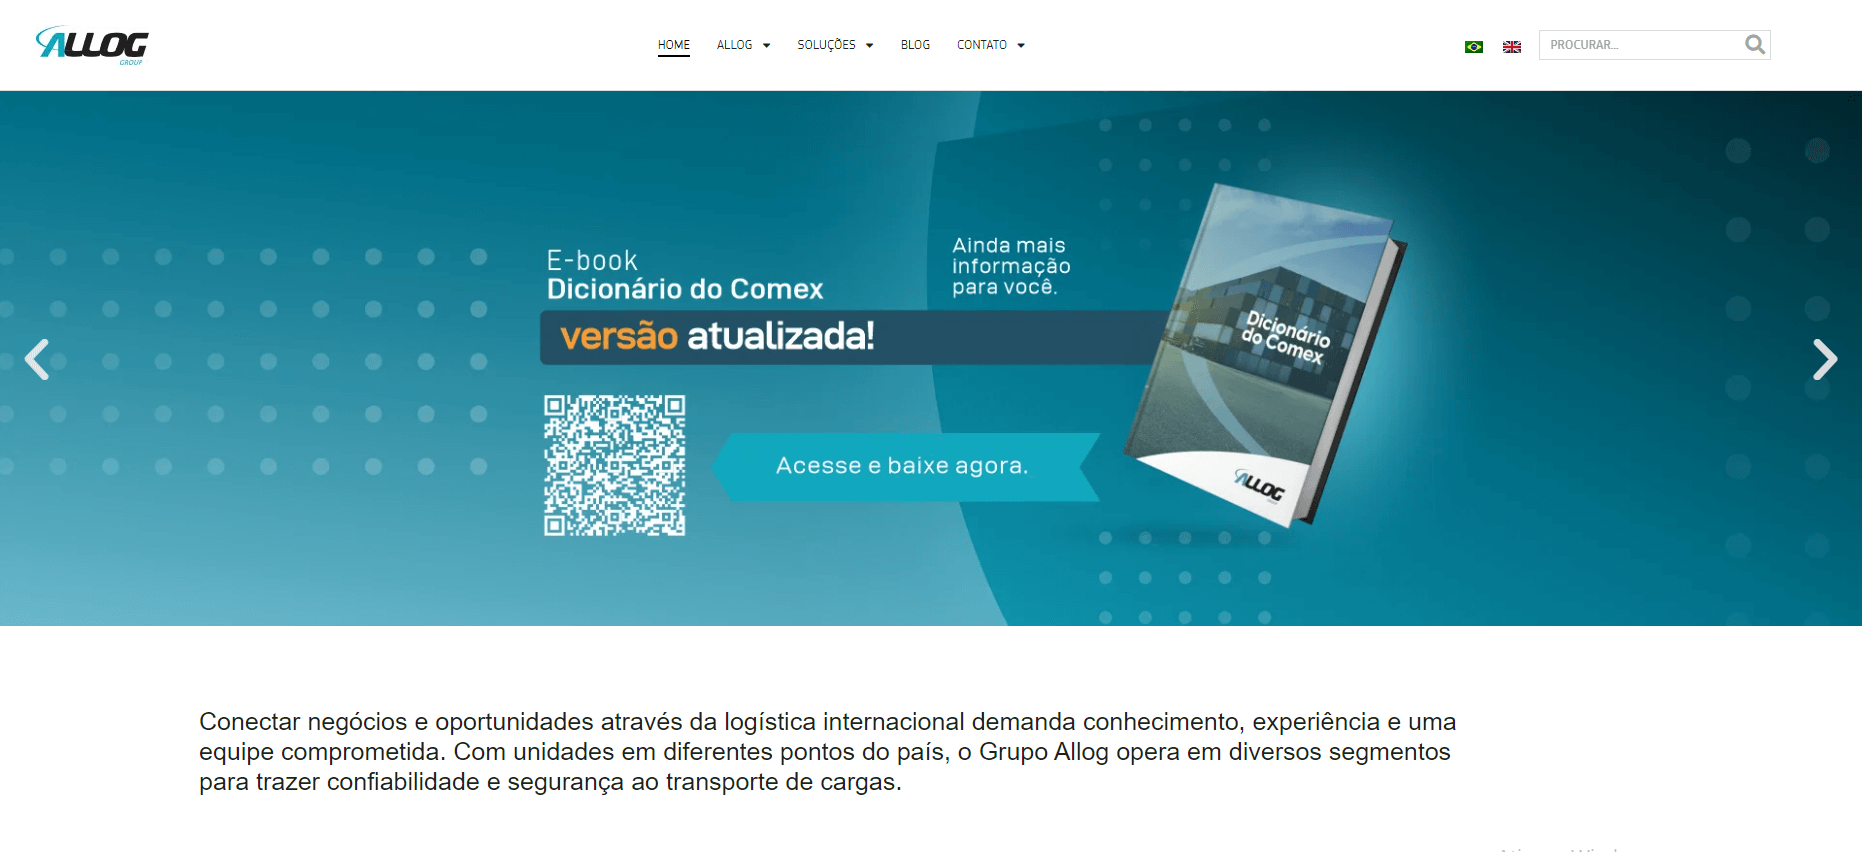 ALLOG
GROUP
HOME
ALLOG
SOLUÇÕES
BLOG
CONTATO
PROCURAR...
E-book
Dicionário do Comex
versão atualizada!
Ainda mais
informação
para você.
Acesse e baixe agora.
Dicionário
do Comex
ALLOG
Conectar negócios e oportunidades através da logística internacional demanda conhecimento, experiência e uma
equipe comprometida. Com unidades em diferentes pontos do país, o Grupo Allog opera em diversos segmentos
para trazer confiabilidade e segurança ao transporte de cargas.